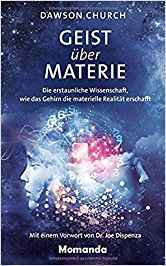 DAWSON CHURCH
GEIST
über
MATERIE
Die erstaunliche Wissenschaft,
wie das Gehirn die materielle Realität erschafft
Mit einem Vorwort von Dr. Joe Dispenza
Momanda